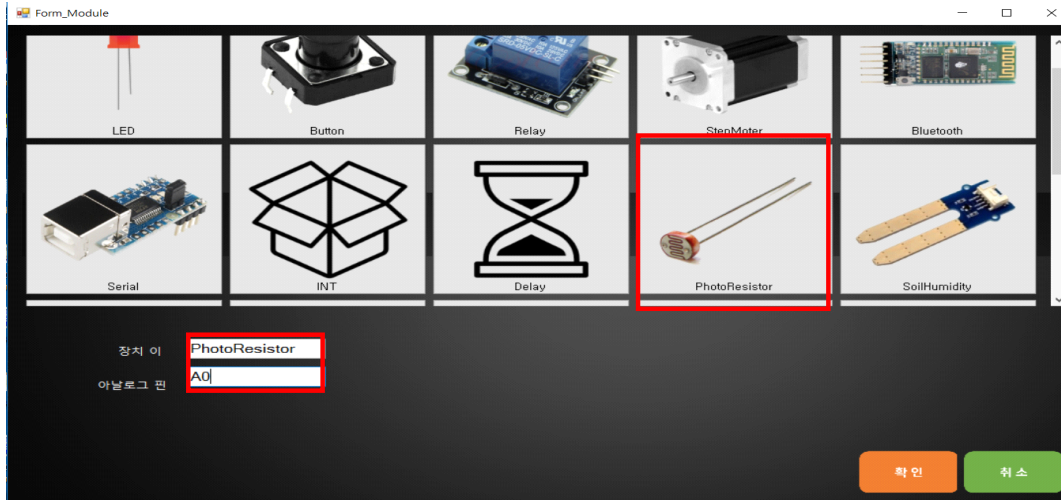 Form_Module
LED
Button
Relay
StepMoter
Bluetooth
Serial
INT
Delay
PhotoResistor
SoilHumidity
장치 이
PhotoResistor
아날로그 핀
A0
확 인
취 소